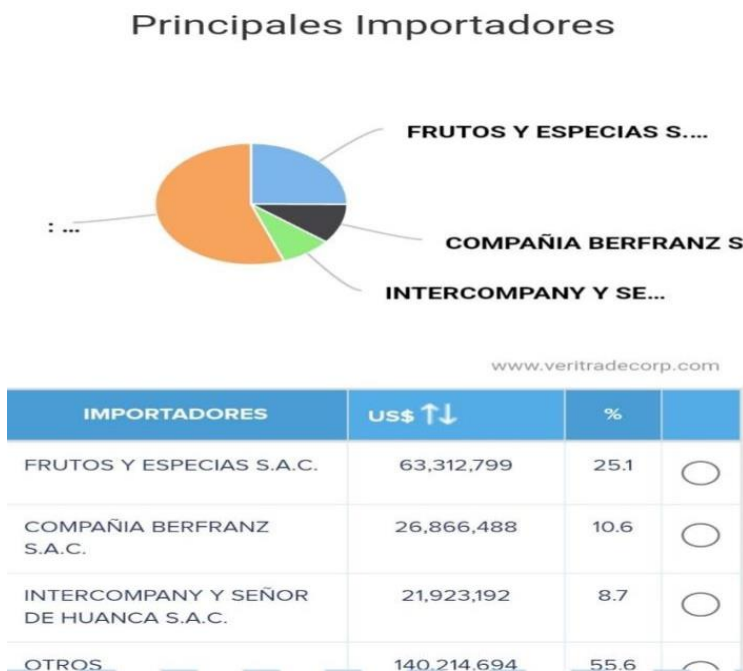 Principales Importadores
FRUTOS Y ESPECIAS S....
: ...
COMPAÑIA BERFRANZ S
INTERCOMPANY Y SE...
www.veritradecorp.com
IMPORTADORES US$ ↑↓ %
FRUTOS Y ESPECIAS S.A.C. 63,312,799 25.1
COMPAÑIA BERFRANZ 26,866,488 10.6
S.A.C.
INTERCOMPANY Y SEÑOR 21,923,192 8.7
DE HUANCA S.A.C.
OTROS 140,214,694 55.6